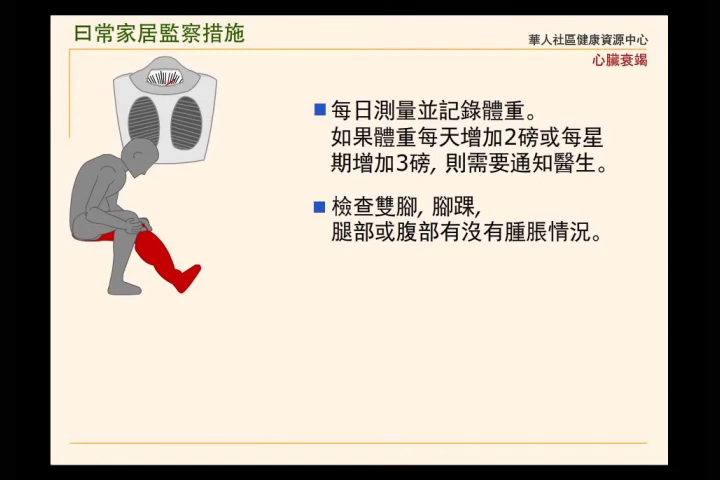 日常家居監察措施
華人社區健康資源中心
心臟衰竭
每日測量並記錄體重。
如果體重每天增加2磅或每星
期增加3磅, 則需要通知醫生。
檢查雙腳, 腳踝,
腿部或腹部有沒有腫脹情況。